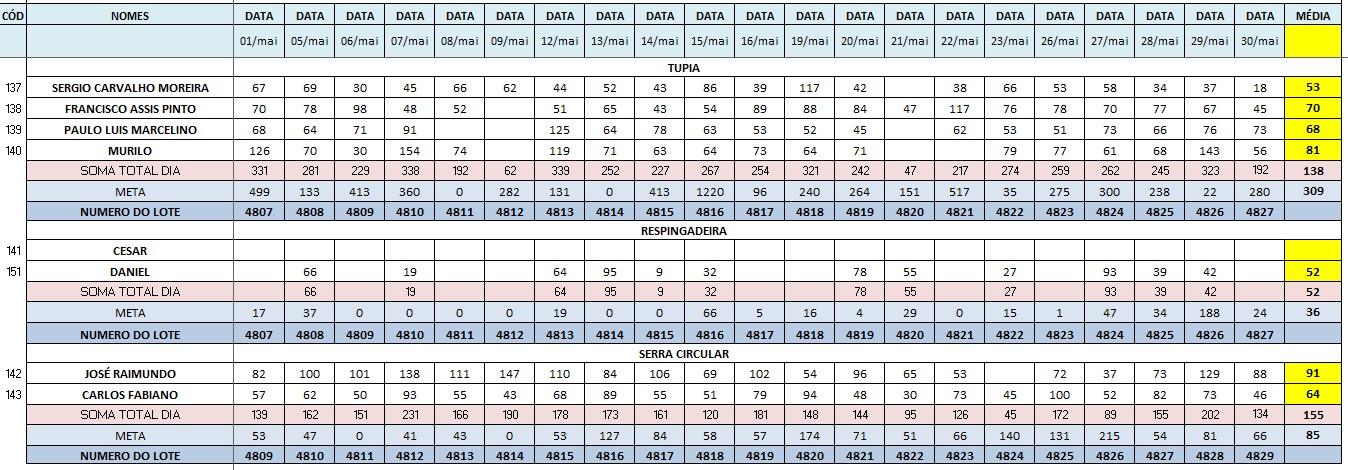 CÓD NOMES DATA DATA DATA DATA DATA DATA DATA DATA DATA DATA DATA DATA DATA DATA DATA DATA DATA DATA DATA DATA DATA MÉDIA
01/mai 05/mai 06/mai 07/mai 08/mai 09/mai 12/mai 13/mai 14/mai 15/mai 16/mai 19/mai 20/mai 21/mai 22/mai 23/mai 26/mai 27/mai 28/mai 29/mai 30/mai
TUPIA
137 SERGIO CARVALHO MOREIRA 67 69 30 45 66 62 44 52 43 86 39 117 42 38 66 53 58 34 37 18 53
138 FRANCISCO ASSIS PINTO 70 78 98 48 52 51 65 43 54 89 88 84 47 117 76 78 70 77 67 45 70
139 PAULO LUIS MARCELINO 68 64 71 91 125 64 78 63 53 52 45 62 53 51 73 66 76 73 68
140 MURILO 126 70 30 154 74 119 71 63 64 73 64 71 79 77 61 68 143 56 81
SOMA TOTAL DIA 331 281 229 338 192 62 339 252 227 267 254 321 242 47 217 274 259 262 245 323 192 138
META 499 133 413 360 0 282 131 0 413 1220 96 240 264 151 517 35 275 300 238 22 280 309
NUMERO DO LOTE 4807 4808 4809 4810 4811 4812 4813 4814 4815 4816 4817 4818 4819 4820 4821 4822 4823 4824 4825 4826 4827
RESPINGADEIRA
141 CESAR
151 DANIEL 66 19 64 95 9 32 78 55 27 93 39 42 52
SOMA TOTAL DIA 66 19 64 95 9 32 78 55 27 93 39 42 52
META 17 37 0 0 0 0 19 0 0 66 5 16 4 29 0 15 1 47 34 188 24 36
NUMERO DO LOTE 4807 4808 4809 4810 4811 4812 4813 4814 4815 4816 4817 4818 4819 4820 4821 4822 4823 4824 4825 4826 4827
SERRA CIRCULAR
142 JOSÉ RAIMUNDO 82 100 101 138 111 147 110 84 106 69 102 54 96 65 53 72 37 73 129 88 91
143 CARLOS FABIANO 57 62 50 93 55 43 68 89 55 51 79 94 48 30 73 45 100 52 82 73 46 64
SOMA TOTAL DIA 139 162 151 231 166 190 178 173 161 120 181 148 144 95 126 45 172 89 155 202 134 155
META 53 47 0 41 43 0 53 127 84 58 57 174 71 51 66 140 131 215 54 81 66 85
NUMERO DO LOTE 4809 4810 4811 4812 4813 4814 4815 4816 4817 4818 4819 4820 4821 4822 4823 4824 4825 4826 4827 4828 4829